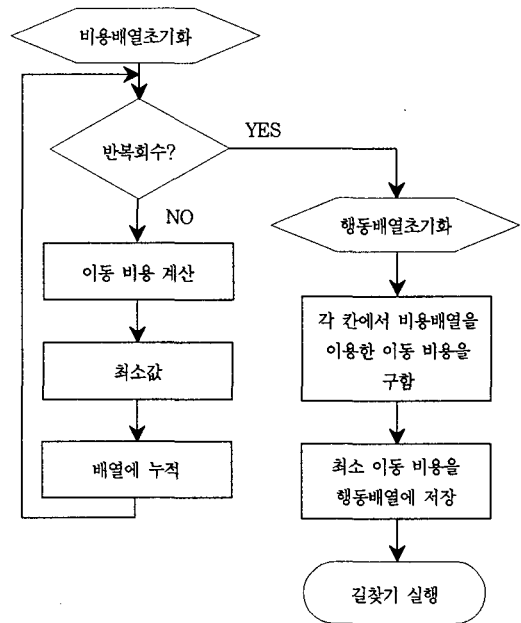 비용배열초기화
반복회수?
YES
NO
이동 비용 계산
최소값
배열에 누적
행동배열초기화
각 칸에서 비용배열을
이용한 이동 비용을
구함
최소 이동 비용을
행동배열에 저장
길찾기 실행